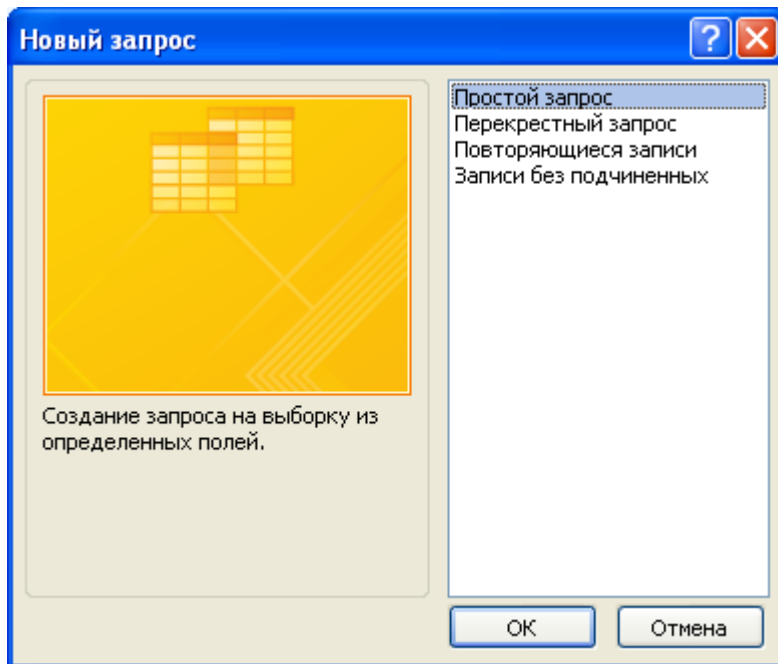 Новый запрос
Простой запрос
Перекрестный запрос
Повторяющиеся записи
Записи без подчиненных
Создание запроса на выборку из
определенных полей.
ОК
Отмена